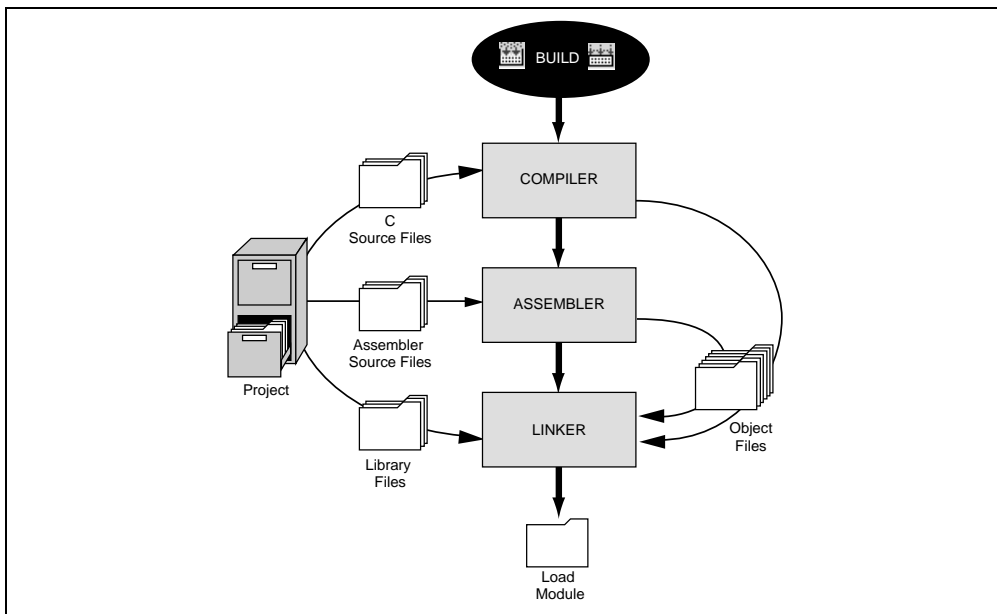 BUILD
COMPILER
C
Source Files
ASSEMBLER
Assembler
Source Files
Project
LINKER
Object
Files
Library
Files
Load
Module